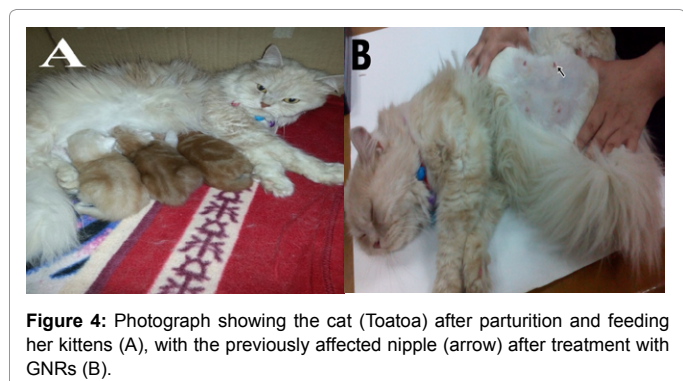 A
B
Figure 4: Photograph showing the cat (Toatoa) after parturition and feeding
her kittens (A), with the previously affected nipple (arrow) after treatment with
GNRs (B).